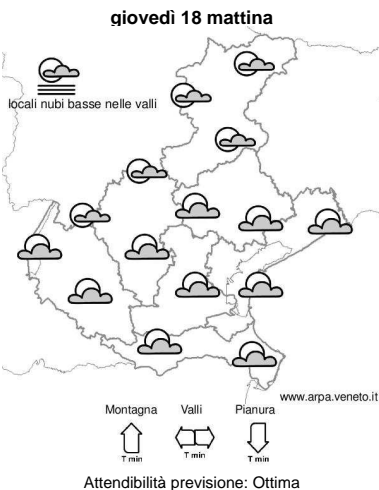 giovedì 18 mattina
locali nubi basse nelle valli
www.arpa.veneto.it
Montagna Valli Pianura
T min T min T min
Attendibilità previsione: Ottima